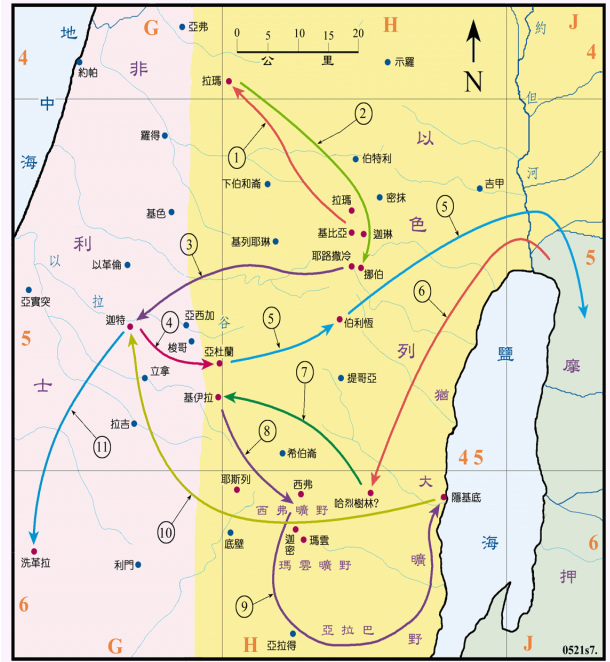 G
H
J
地
中
海
亞弗
0 10 20
公 里
N
約
但
河
4
4
約帕
非
利
士
拉瑪
示羅
①
②
以
色
列
羅得
伯特利
下伯和崙
密抹
吉甲
拉瑪
基色
基比亞
迦琳
⑤
基列耶琳
耶路撒冷
挪伯
③
以
拉
谷
以革倫
亞實突
5
5
⑥
迦特
亞西加
④
梭哥
⑤
伯利恆
亞杜蘭
鹽
海
摩
押
猶
大
曠
野
立拿
⑦
提哥亞
基伊拉
拉吉
⑪
⑧
希伯崙
4 5
耶斯列
西弗
哈烈樹林?
隱基底
西弗曠野
⑩
底璧
迦密
瑪雲
瑪雲曠野
洗革拉
利門
6
6
⑨
亞拉巴
亞拉得
G
H
J
0521s7.